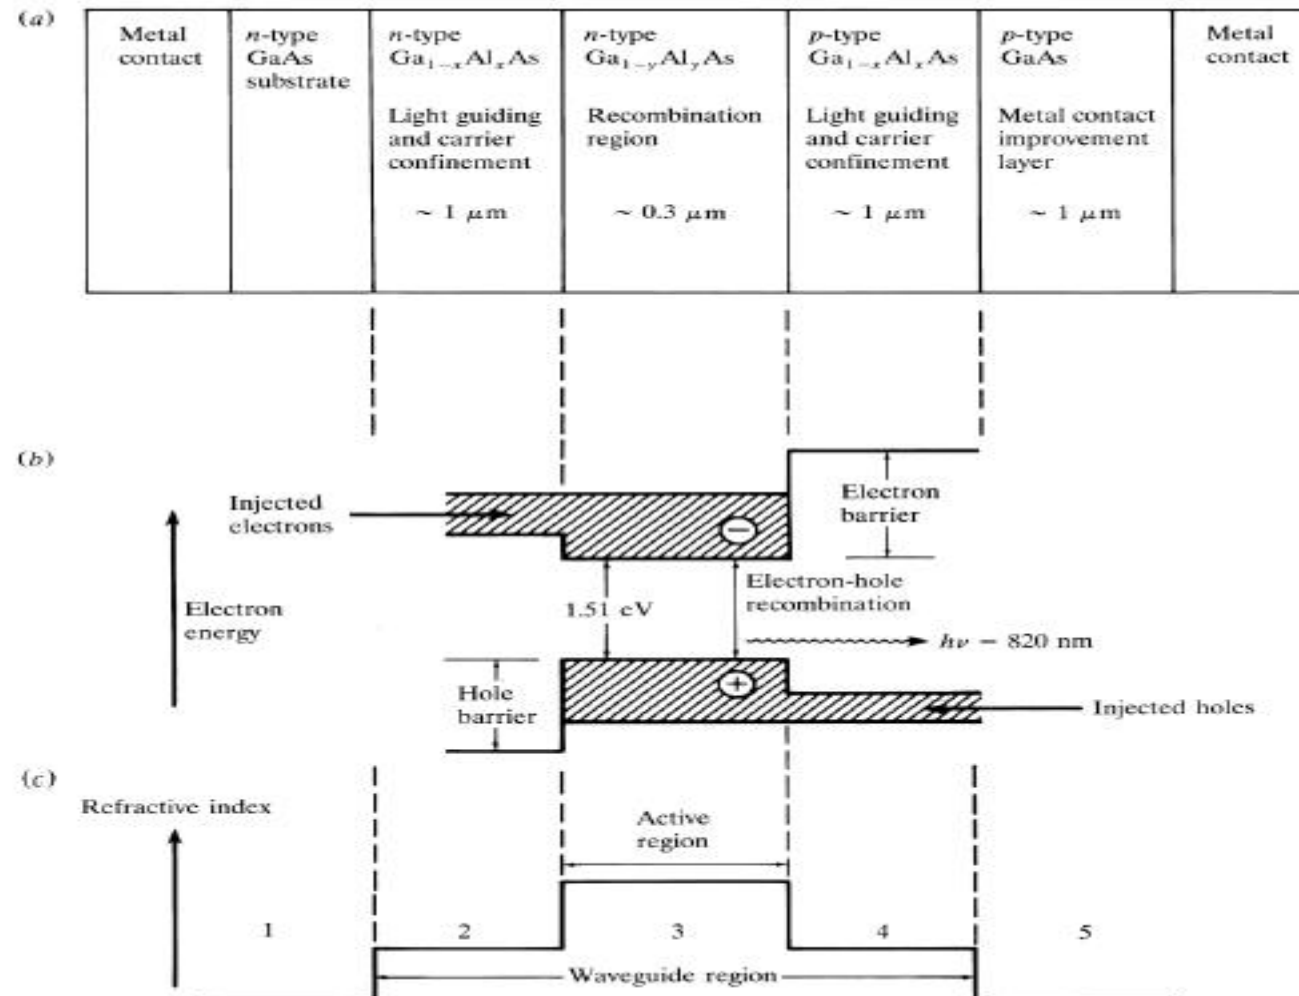 (a)
Metal
contact
n-type
GaAs
substrate
n-type
Ga₁₋ₓAlₓAs
Light guiding
and carrier
confinement
~ 1 μm
n-type
Ga₁₋ᵧAlᵧAs
Recombination
region
~ 0.3 μm
p-type
Ga₁₋ₓAlₓAs
Light guiding
and carrier
confinement
~ 1 μm
p-type
GaAs
Metal contact
improvement
layer
~ 1 μm
Metal
contact
(b)
Injected
electrons
Electron
barrier
Electron
energy
1.51 eV
Electron-hole
recombination
hν – 820 nm
Hole
barrier
Injected holes
(c)
Refractive index
Active
region
1 2 3 4 5
Waveguide region